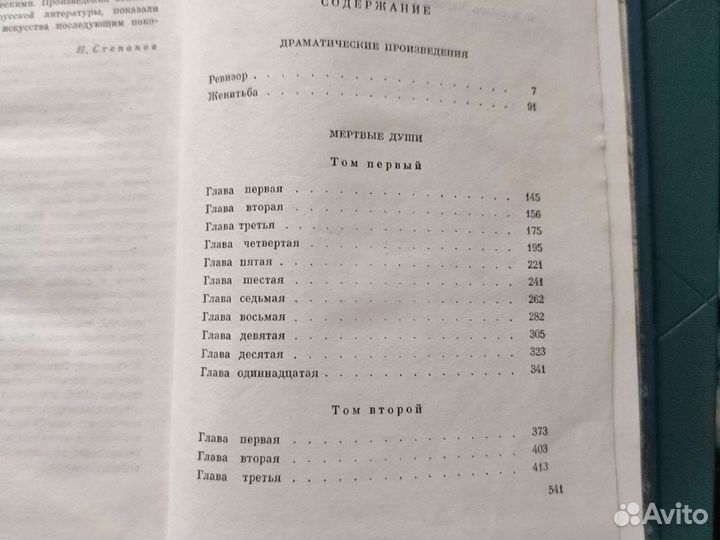 ческими. Произведения
русской литературы, показали
искусства последующим поко-
Н. Степанов
СОДЕРЖАНИЕ
ДРАМАТИЧЕСКИЕ ПРОИЗВЕДЕНИЯ
Ревизор . . . . . . . . . . . . . . . 7
Женитьба . . . . . . . . . . . . . . . 91
МЕРТВЫЕ ДУШИ
Том первый
Глава первая . . . . . . . . . . . . . 145
Глава вторая . . . . . . . . . . . . . 156
Глава третья . . . . . . . . . . . . . 175
Глава четвертая . . . . . . . . . . . . 195
Глава пятая . . . . . . . . . . . . . 221
Глава шестая . . . . . . . . . . . . . 241
Глава седьмая . . . . . . . . . . . . . 262
Глава восьмая . . . . . . . . . . . . . 282
Глава девятая . . . . . . . . . . . . . 305
Глава десятая . . . . . . . . . . . . . 323
Глава одиннадцатая . . . . . . . . . . . 341
Том второй
Глава первая . . . . . . . . . . . . . 373
Глава вторая . . . . . . . . . . . . . 403
Глава третья . . . . . . . . . . . . . 413
541
Avito